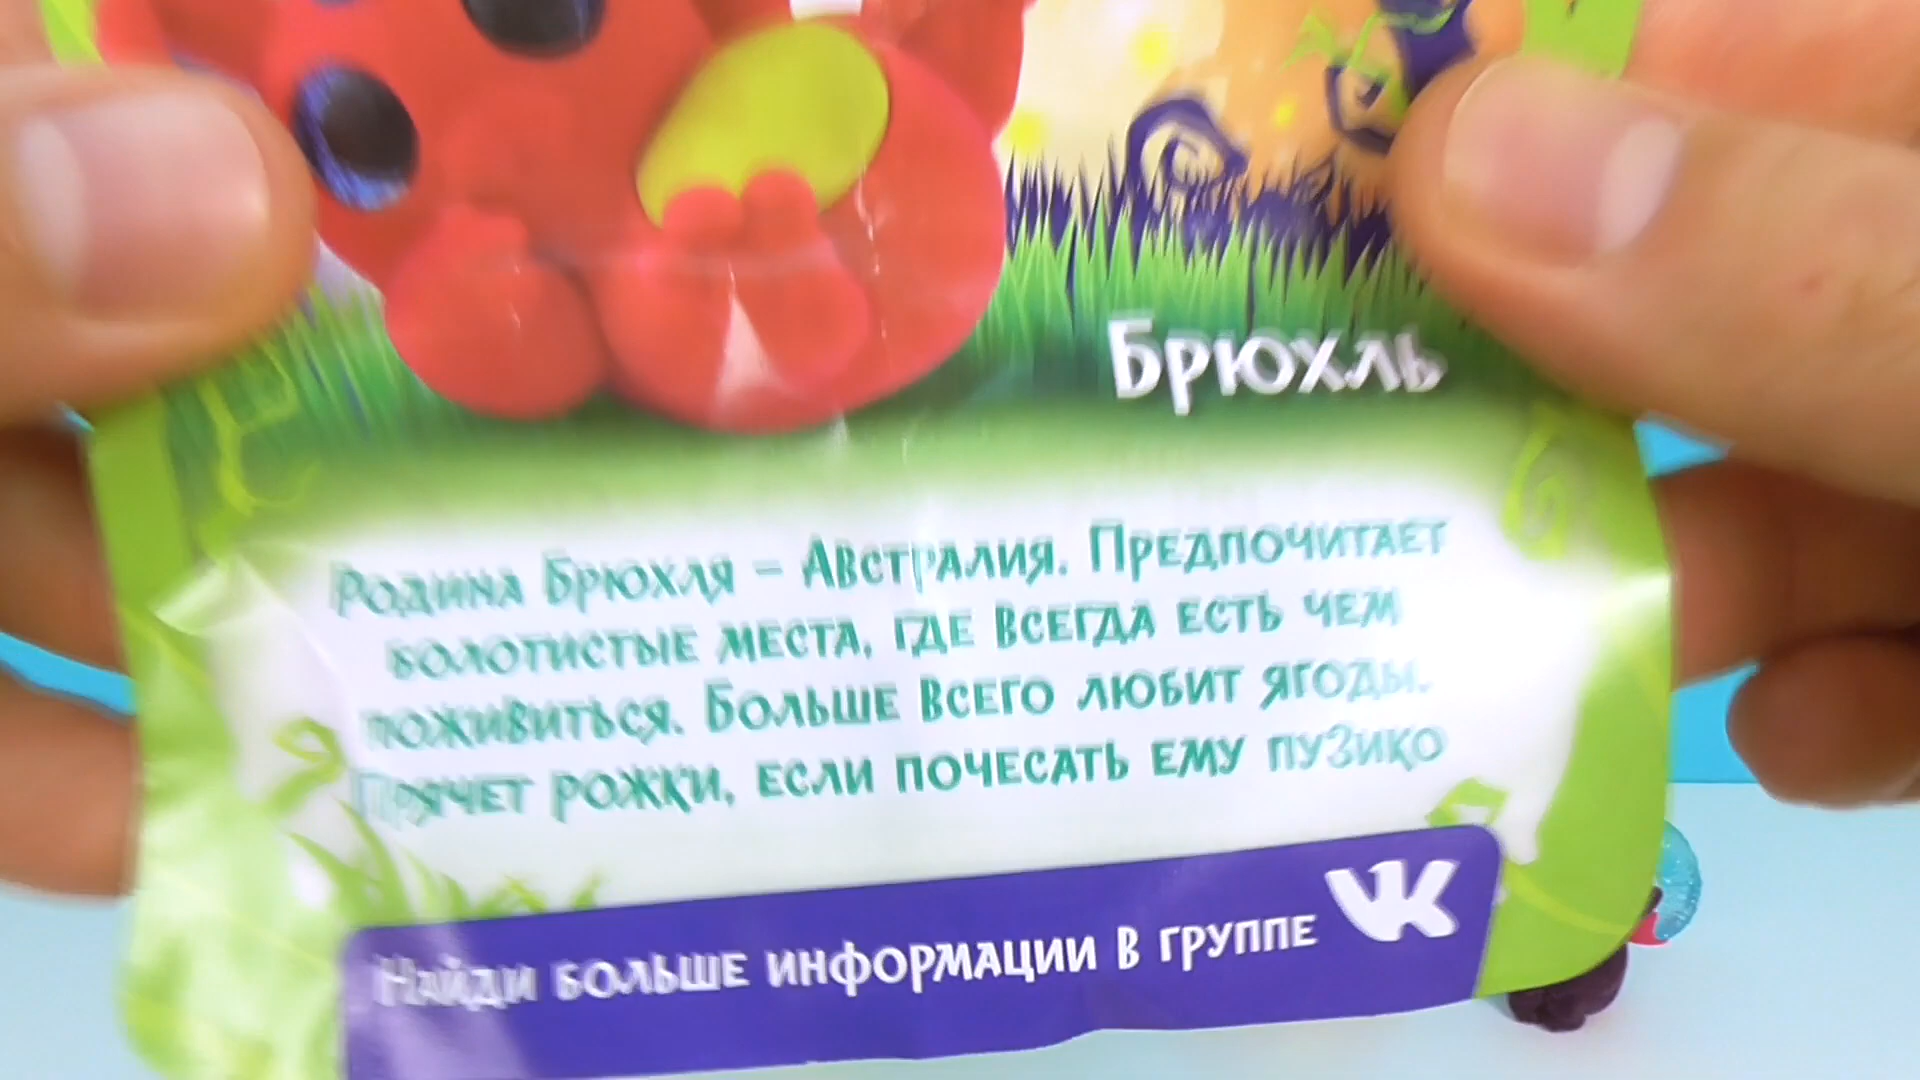 Брюхль
Родина Брюхля – Австралия. Предпочитает
болотистые места, где всегда есть чем
поживиться. Больше всего любит ягоды.
Прячет рожки, если почесать ему пузико
Найди больше информации в группе VK